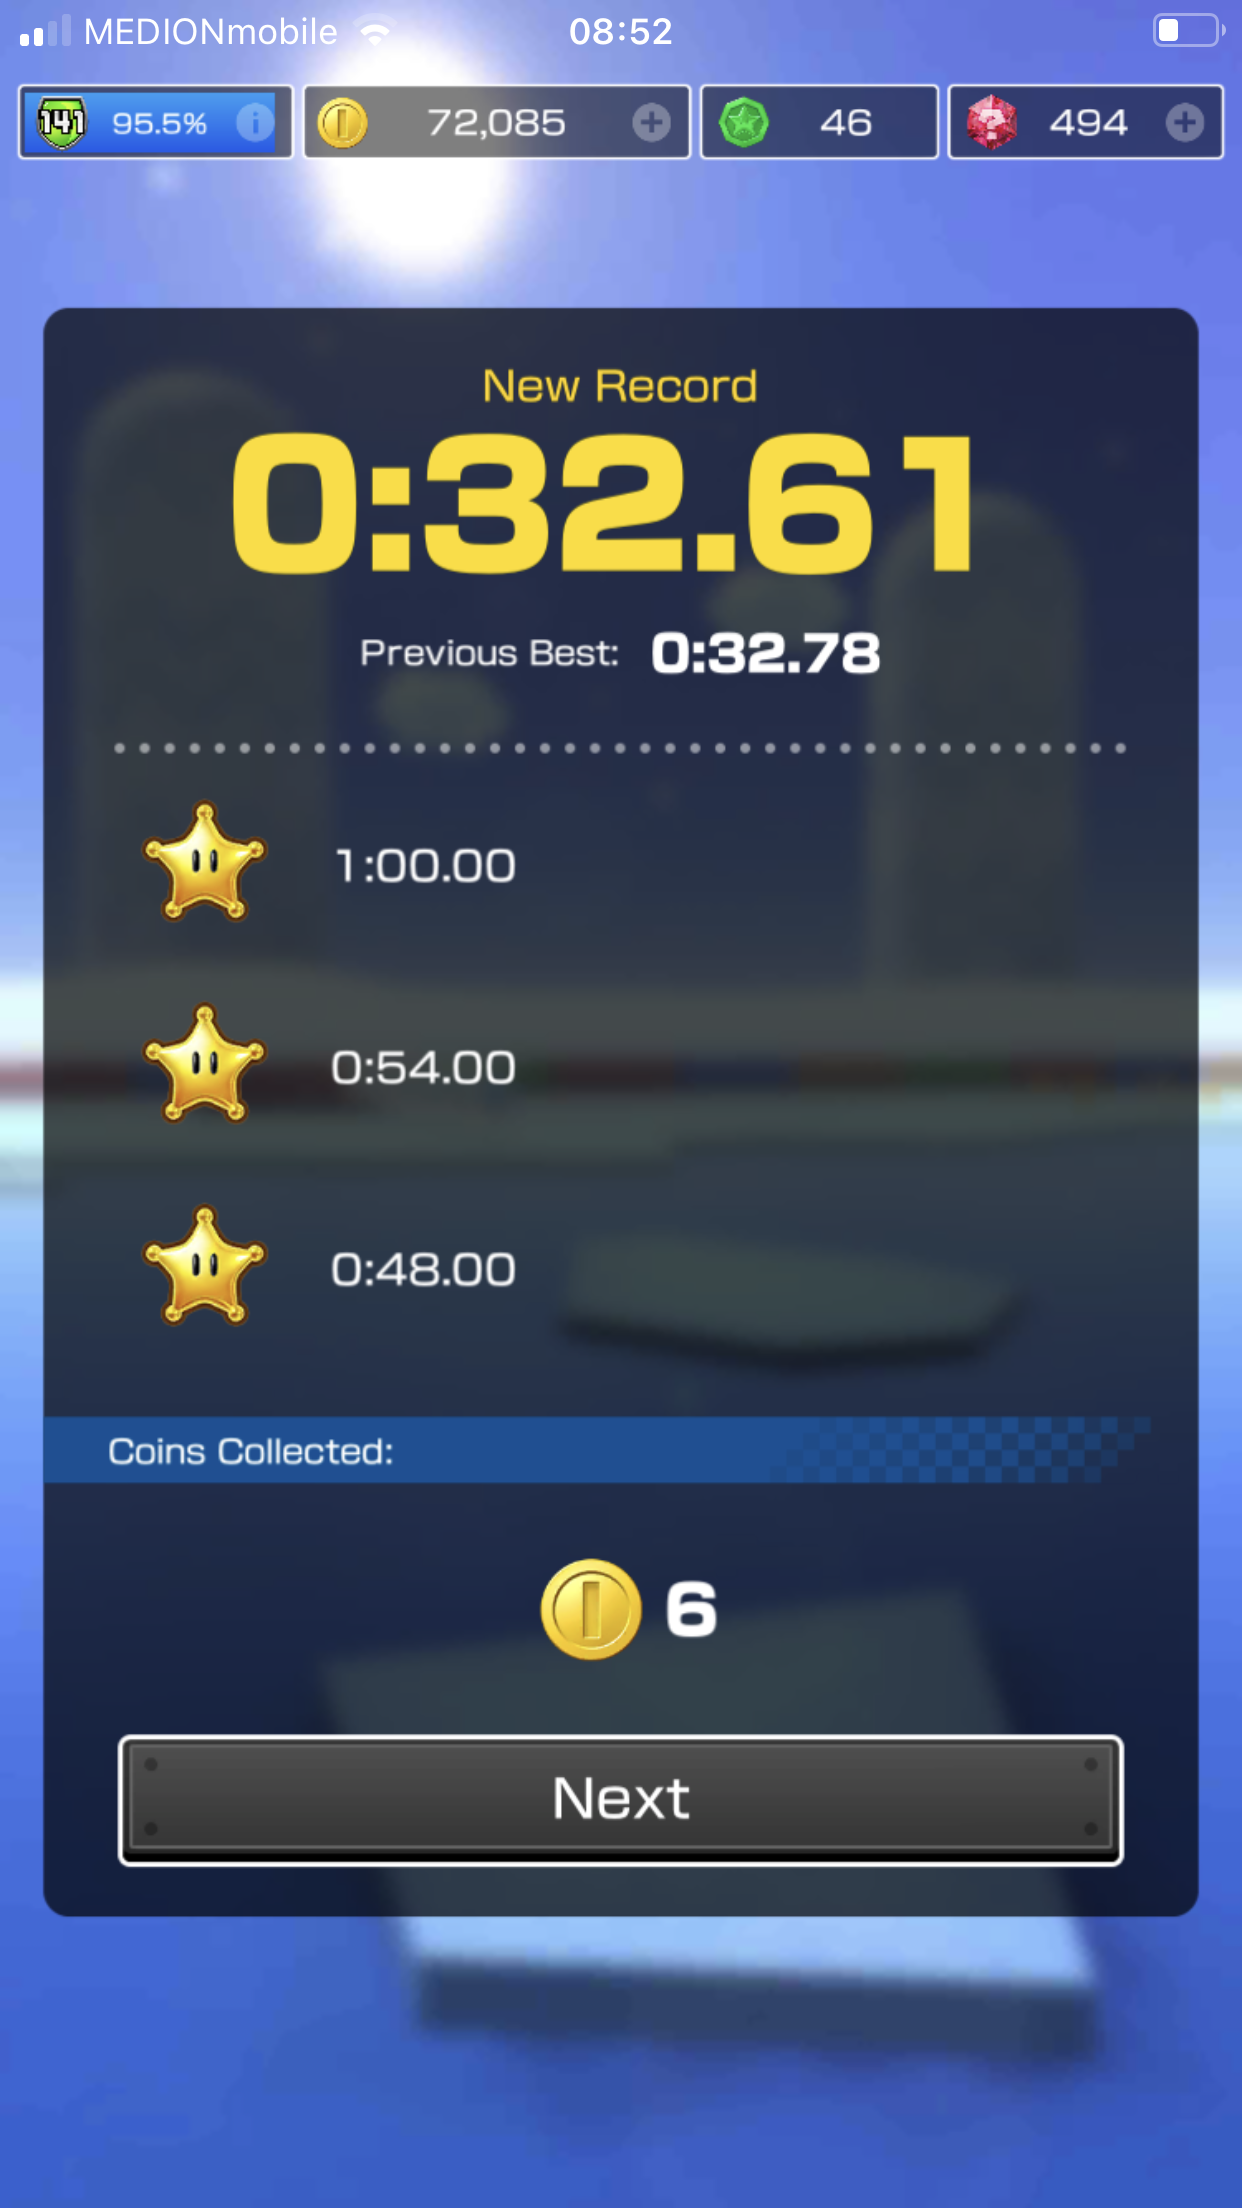 MEDIONmobile 08:52
141 95.5% 72,085 46 494
New Record
0:32.61
Previous Best: 0:32.78
1:00.00
0:54.00
0:48.00
Coins Collected:
6
Next